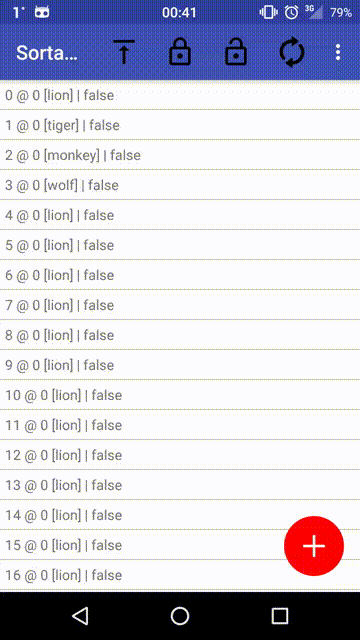 1* 00:41 3G 79%
Sorta...
0 @ 0 [lion] | false
1 @ 0 [tiger] | false
2 @ 0 [monkey] | false
3 @ 0 [wolf] | false
4 @ 0 [lion] | false
5 @ 0 [lion] | false
6 @ 0 [lion] | false
7 @ 0 [lion] | false
8 @ 0 [lion] | false
9 @ 0 [lion] | false
10 @ 0 [lion] | false
11 @ 0 [lion] | false
12 @ 0 [lion] | false
13 @ 0 [lion] | false
14 @ 0 [lion] | false
15 @ 0 [lion] | false
16 @ 0 [lion] | false